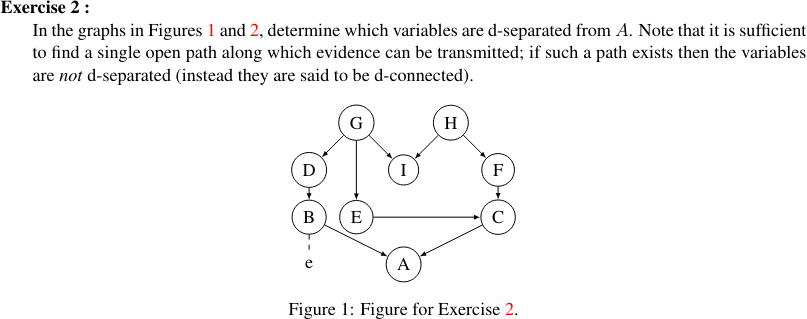 Exercise 2 :
In the graphs in Figures 1 and 2, determine which variables are d-separated from A. Note that it is sufficient
to find a single open path along which evidence can be transmitted; if such a path exists then the variables
are not d-separated (instead they are said to be d-connected).
G H
D I F
B E C
e A
Figure 1: Figure for Exercise 2.